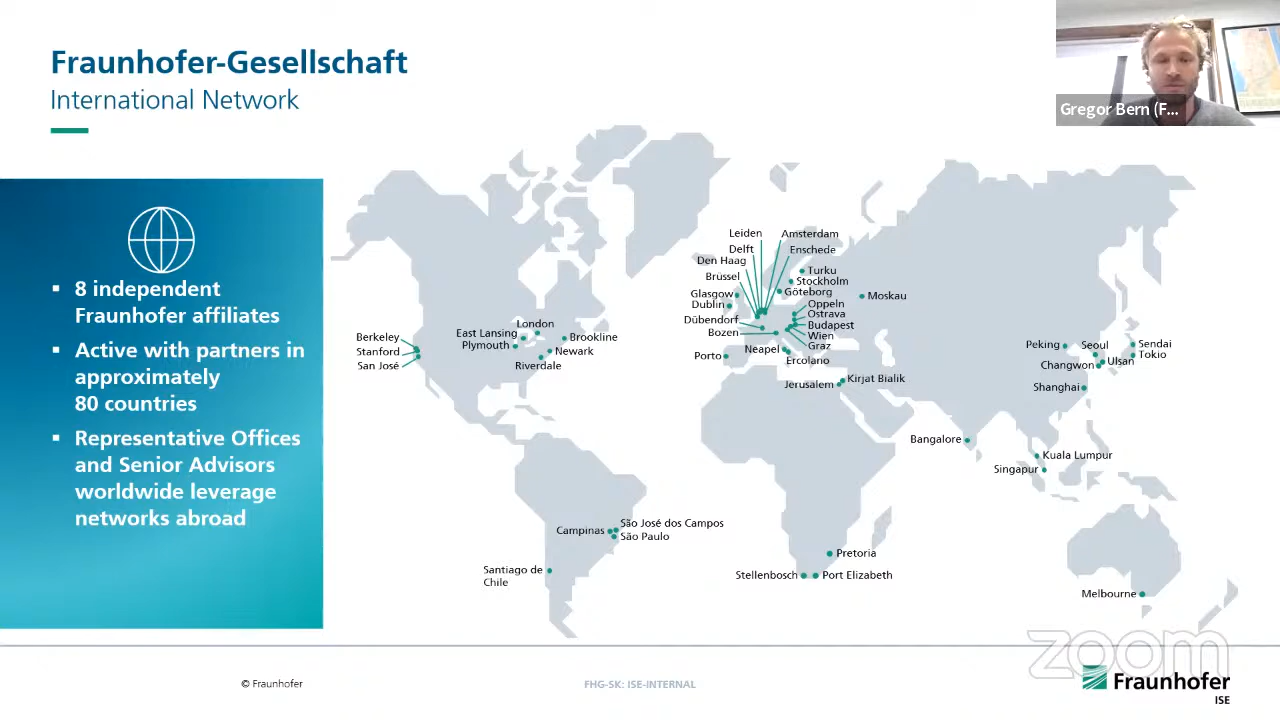 Fraunhofer-Gesellschaft
International Network
Gregor Bern (F...
▪ 8 independent
Fraunhofer affiliates
▪ Active with partners in
approximately
80 countries
▪ Representative Offices
and Senior Advisors
worldwide leverage
networks abroad
Berkeley
Stanford
San José
East Lansing
London
Plymouth
Brookline
Newark
Riverdale
Leiden
Amsterdam
Delft
Enschede
Den Haag
Brüssel
Turku
Stockholm
Göteborg
Glasgow
Dublin
Moskau
Oppeln
Ostrava
Dübendorf
Budapest
Bozen
Wien
Graz
Neapel
Porto
Ercolano
Jerusalem
Kirjat Bialik
Peking
Seoul
Sendai
Tokio
Changwon
Ulsan
Shanghai
Bangalore
Kuala Lumpur
Singapur
Campinas
São José dos Campos
São Paulo
Santiago de
Chile
Pretoria
Stellenbosch
Port Elizabeth
Melbourne
zoom
© Fraunhofer
FHG-SK: ISE-INTERNAL
Fraunhofer
ISE